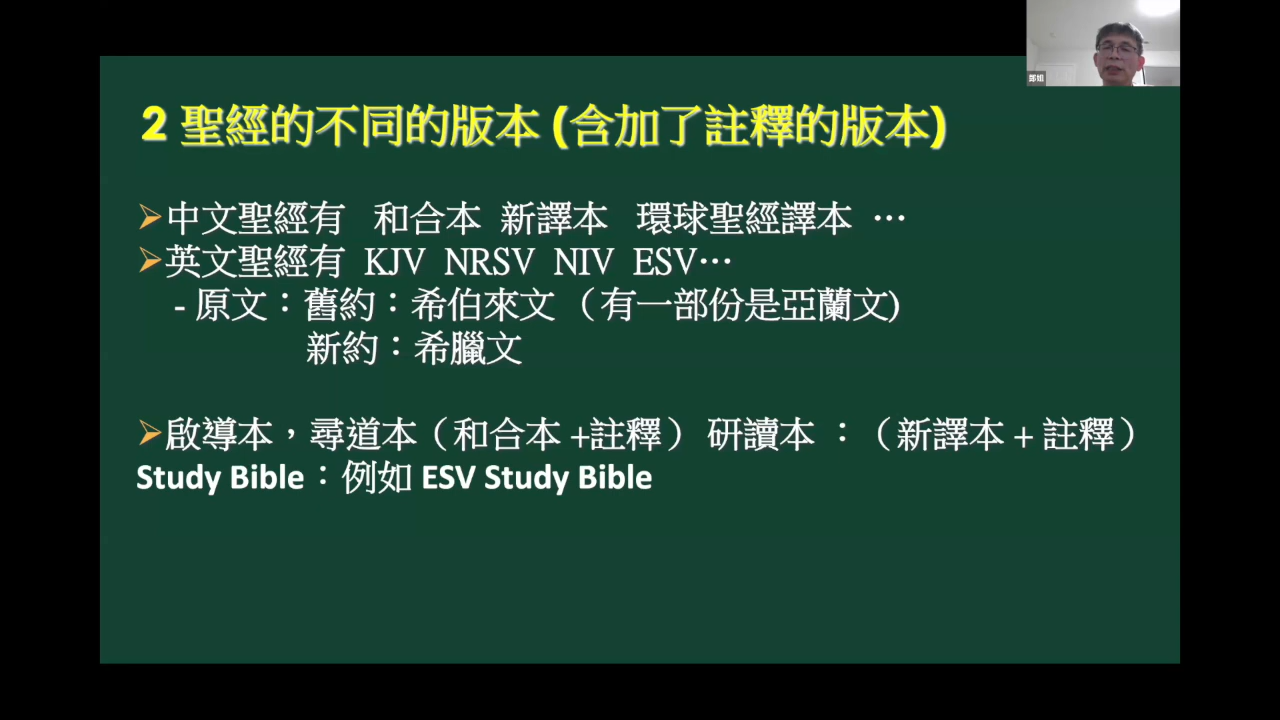 2 聖經的不同的版本 (含加了註釋的版本)
➢中文聖經有 和合本 新譯本 環球聖經譯本 …
➢英文聖經有 KJV NRSV NIV ESV…
- 原文：舊約：希伯來文 （有一部份是亞蘭文)
新約：希臘文
➢啟導本，尋道本（和合本 +註釋） 研讀本 ：（新譯本 + 註釋）
Study Bible：例如 ESV Study Bible